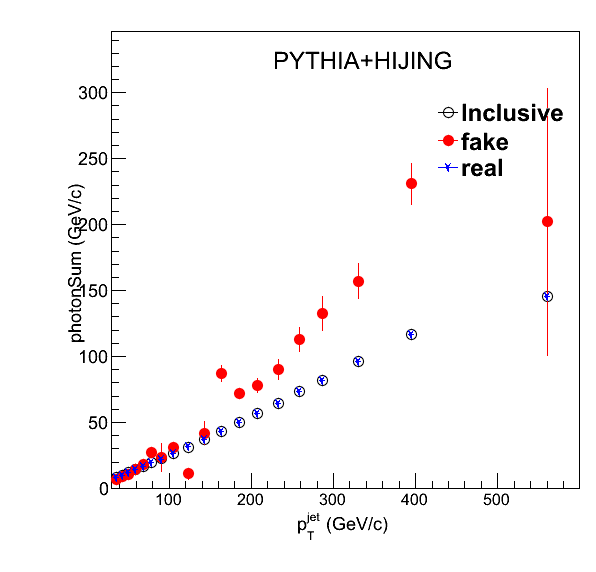 PYTHIA+HIJING
Inclusive
fake
real
photonSum (GeV/c)
300
250
200
150
100
50
0
100
200
300
400
500
p_T^jet (GeV/c)